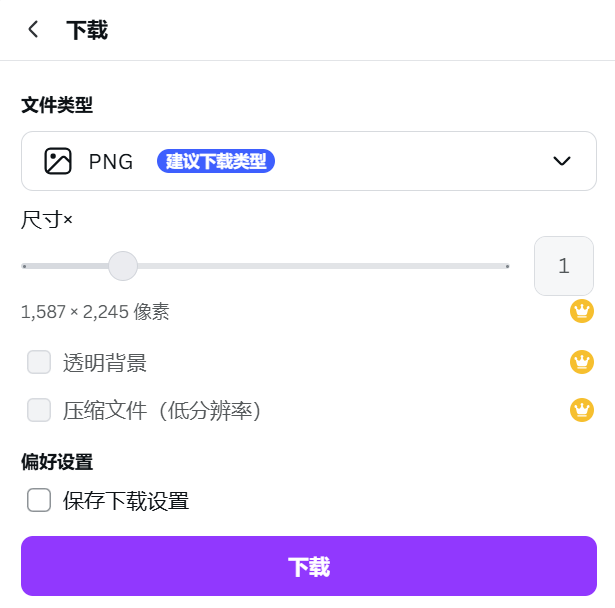 下载
文件类型
PNG 建议下载类型
尺寸×
1
1,587 × 2,245 像素
透明背景
压缩文件（低分辨率）
偏好设置
保存下载设置
下载